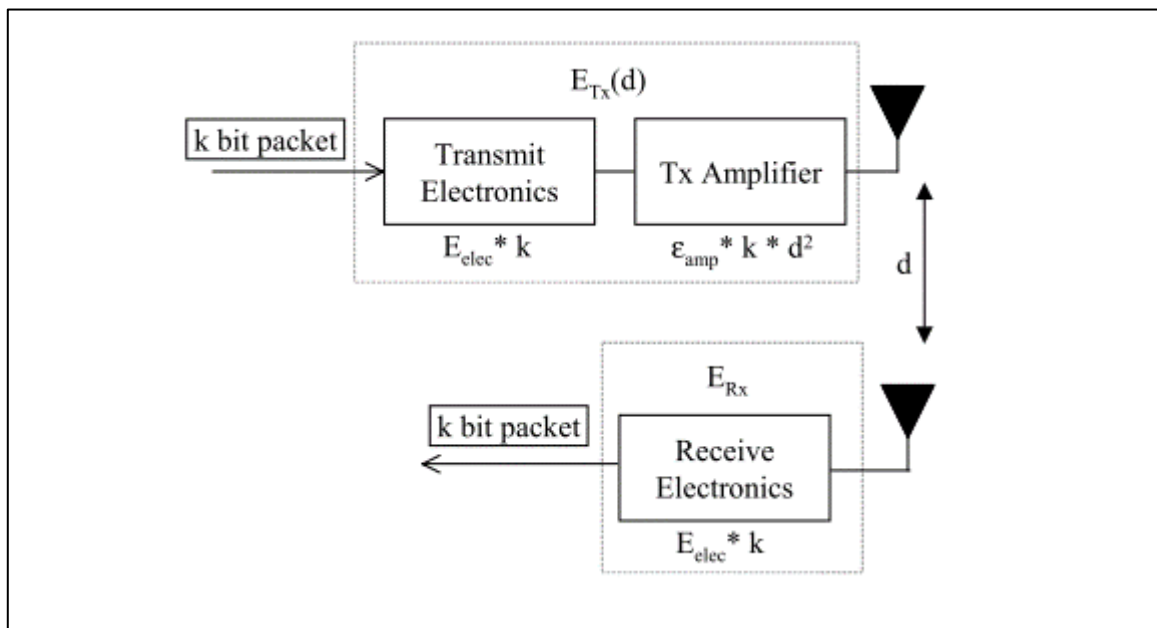 E_Tx(d)
k bit packet
Transmit
Electronics
Tx Amplifier
E_elec* k
ε_amp* k * d²
d
E_Rx
k bit packet
Receive
Electronics
E_elec* k